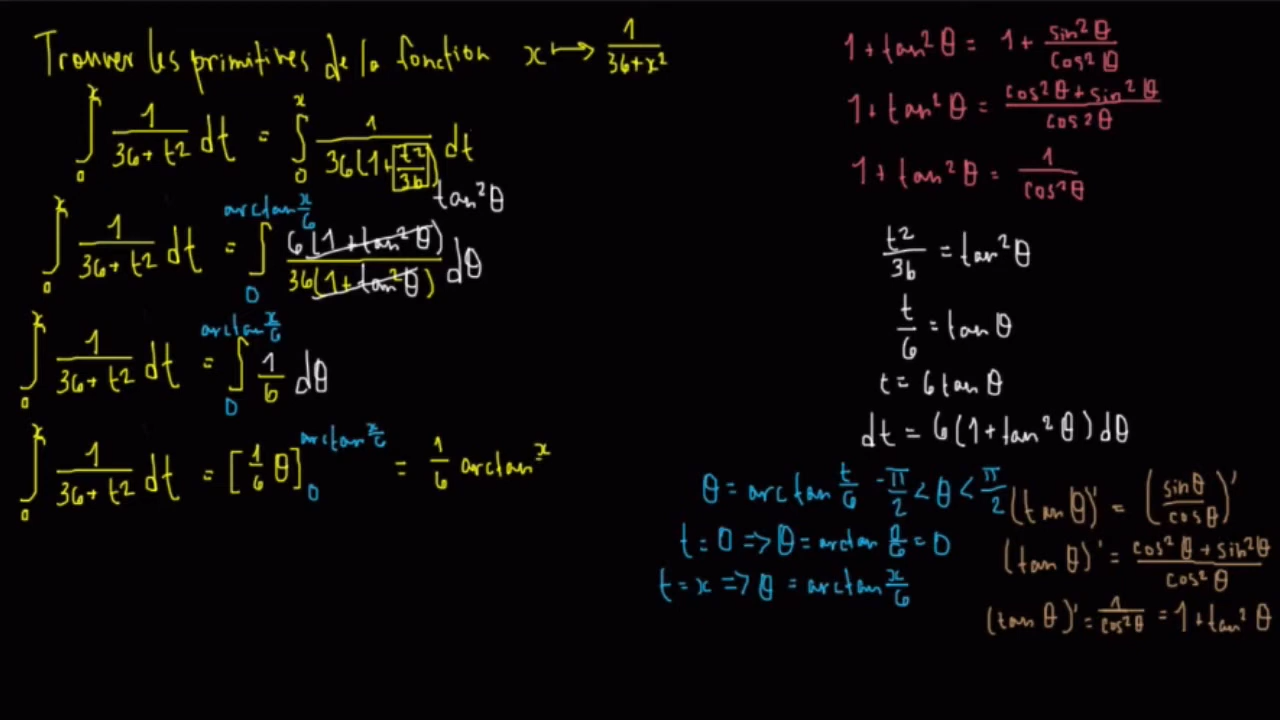 Trouver les primitives de la fonction x ↦ 1/(36+x²)
∫₀ˣ 1/(36+t²) dt = ∫₀ˣ 1/(36(1+t²/36)) dt
tan²θ
∫₀ˣ 1/(36+t²) dt = ∫₀^(arctan x/6) 6(1+tan²θ)/(36(1+tan²θ)) dθ
∫₀ˣ 1/(36+t²) dt = ∫₀^(arctan x/6) 1/6 dθ
∫₀ˣ 1/(36+t²) dt = [1/6 θ]₀^(arctan x/6) = 1/6 arctan x
1+tan²θ = 1+ sin²θ/cos²θ
1+tan²θ = (cos²θ+sin²θ)/cos²θ
1+tan²θ = 1/cos²θ
t²/36 = tan²θ
t/6 = tanθ
t = 6tanθ
dt = 6(1+tan²θ)dθ
θ = arctan t/6 -π/2 < θ < π/2
t=0 => θ = arctan 0/6 = 0
t=x => θ = arctan x/6
(tanθ)' = (sinθ/cosθ)'
(tanθ)' = (cos²θ+sin²θ)/cos²θ
(tanθ)' = 1/cos²θ = 1+tan²θ